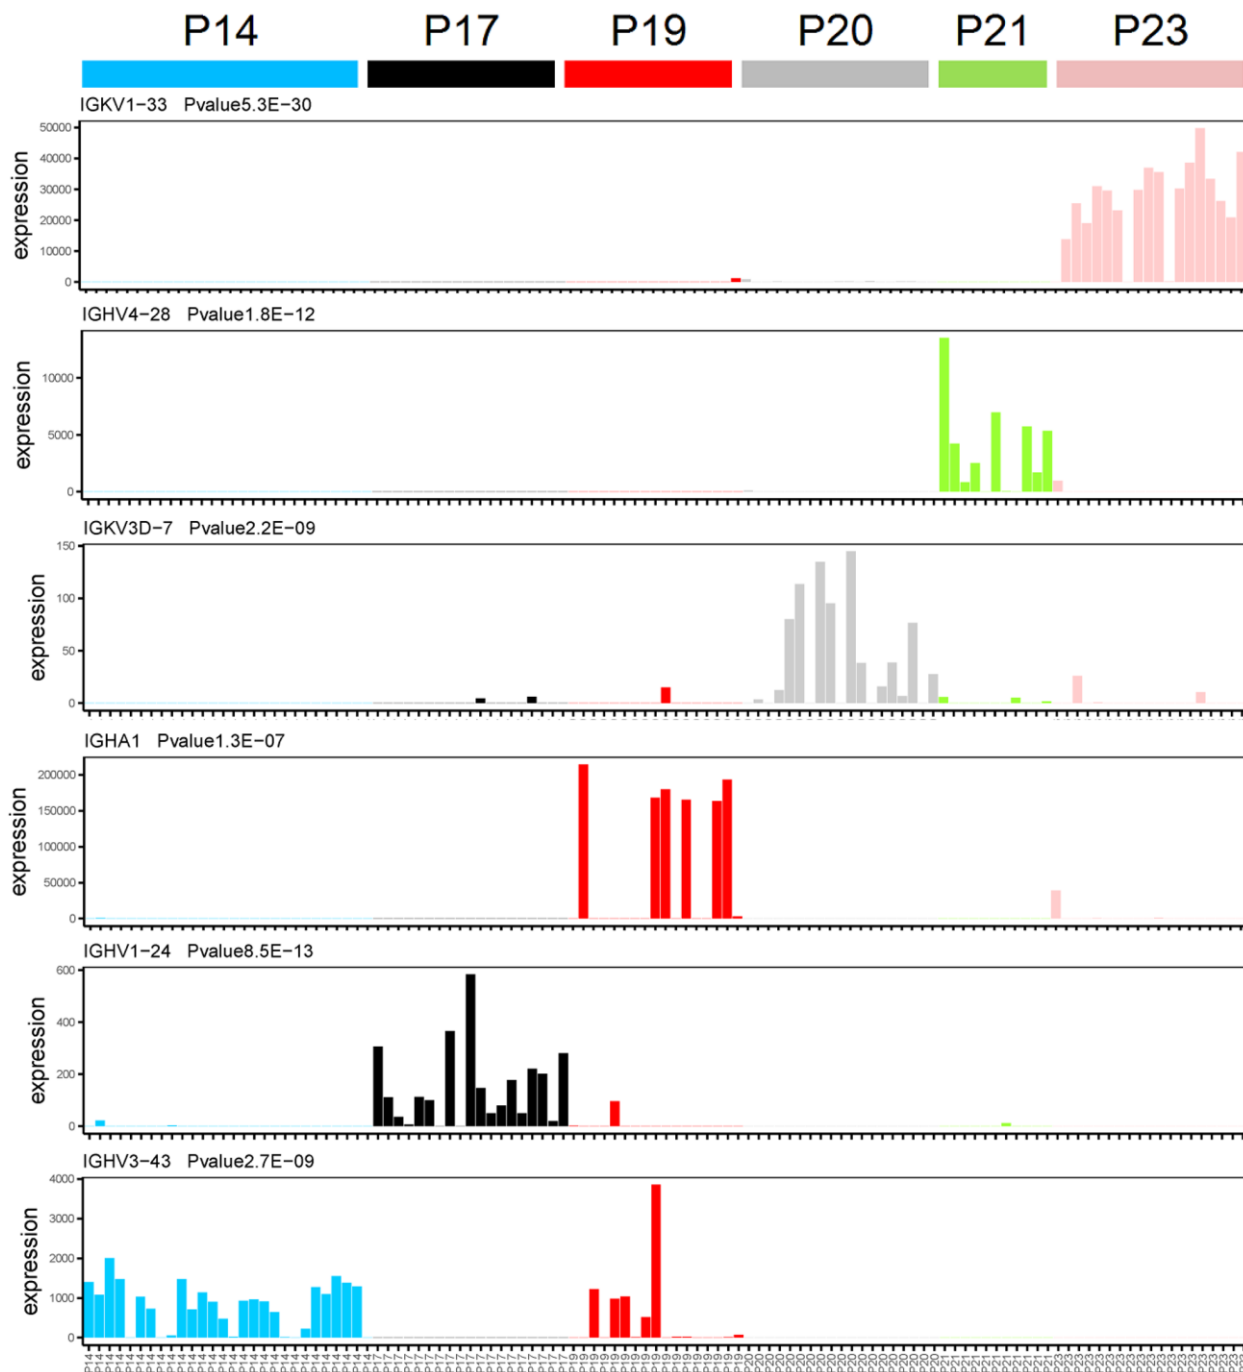 P14 P17 P19 P20 P21 P23
IGKV1−33 Pvalue5.3E−30
expression
50000
40000
30000
20000
10000
0
IGHV4−28 Pvalue1.8E−12
expression
10000
5000
0
IGKV3D−7 Pvalue2.2E−09
expression
150
100
50
0
IGHA1 Pvalue1.3E−07
expression
200000
150000
100000
50000
0
IGHV1−24 Pvalue8.5E−13
expression
600
400
200
0
IGHV3−43 Pvalue2.7E−09
expression
4000
3000
2000
1000
0